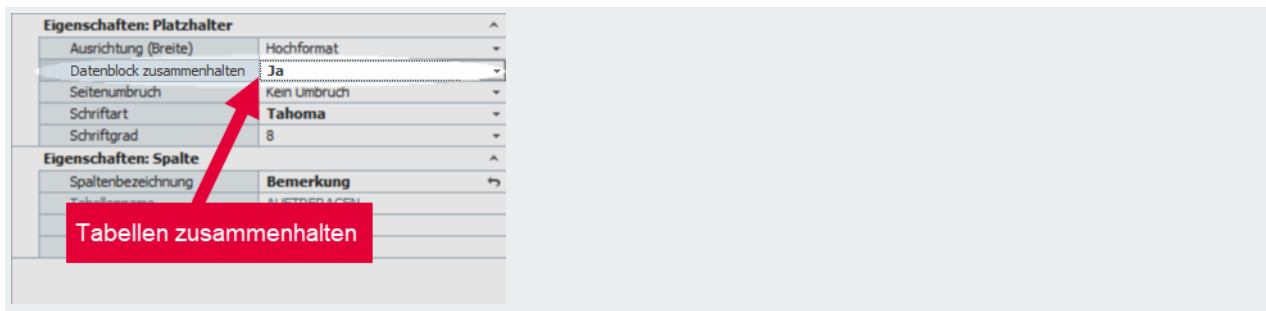 Eigenschaften: Platzhalter
Ausrichtung (Breite) Hochformat
Datenblock zusammenhalten Ja
Seitenumbruch Kein Umbruch
Schriftart Tahoma
Schriftgrad 8
Eigenschaften: Spalte
Spaltenbezeichnung Bemerkung
Tabellenname
Tabellen zusammenhalten